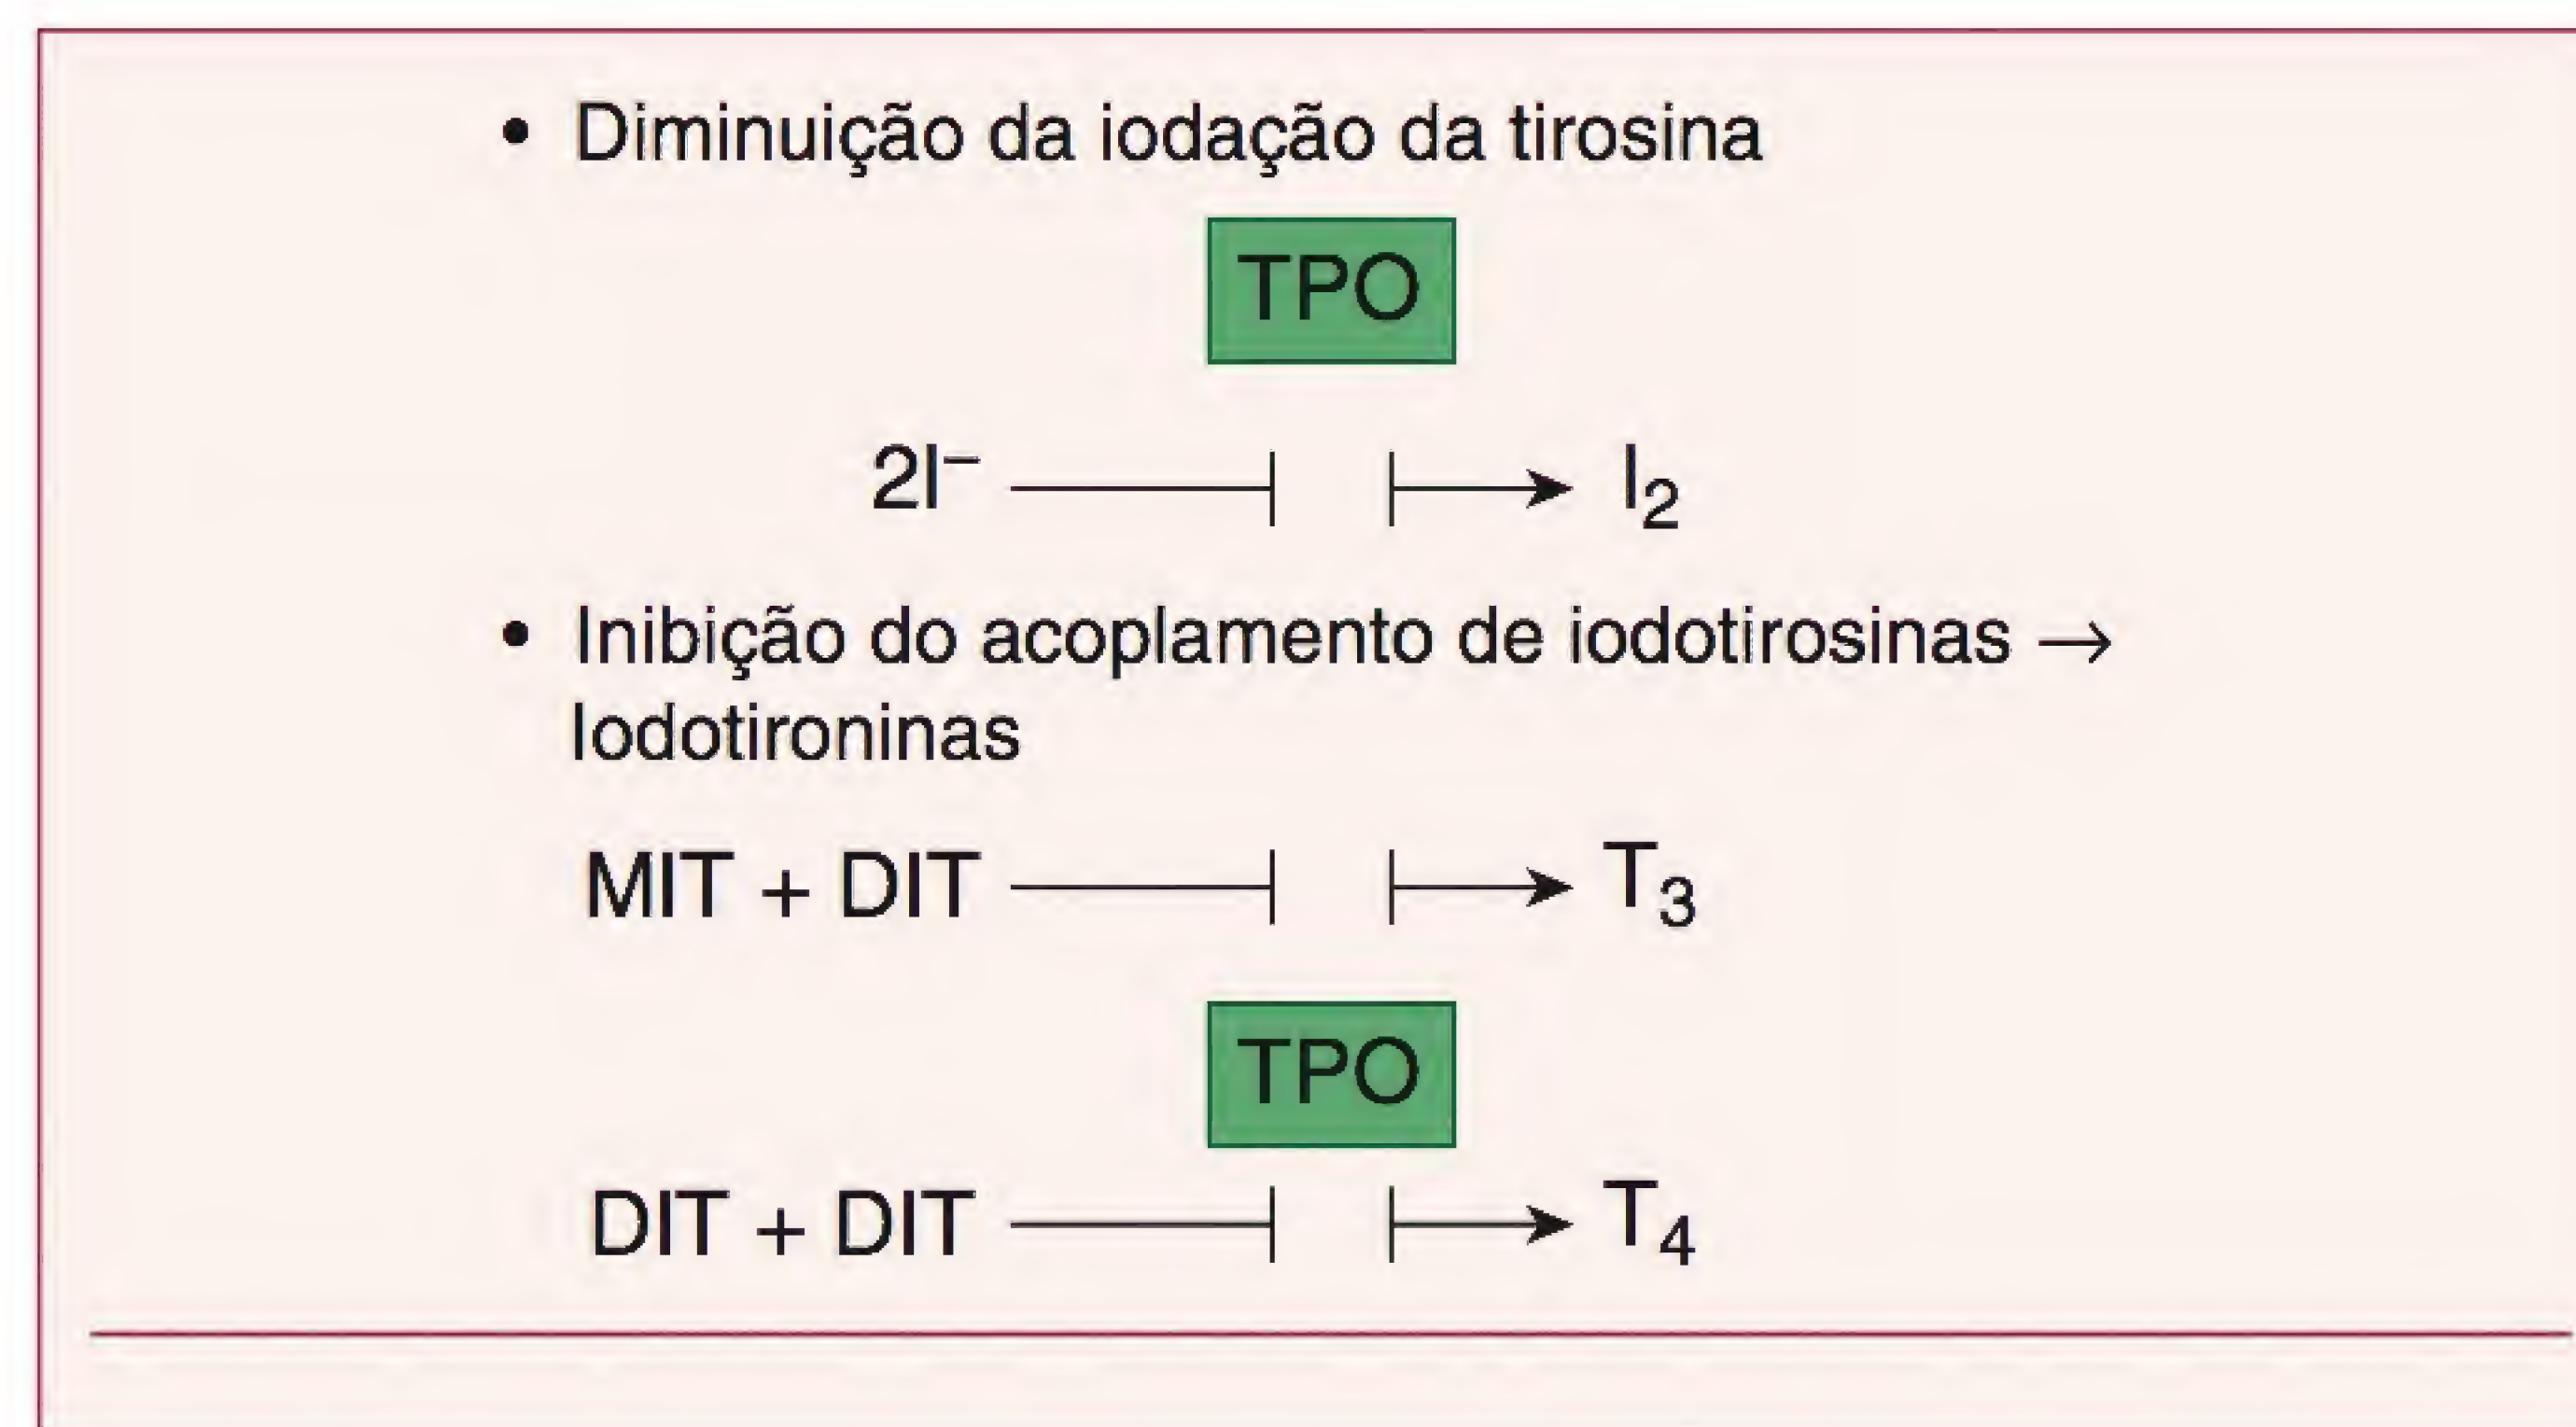 • Diminuição da iodação da tirosina
TPO
2I⁻ I₂
• Inibição do acoplamento de iodotirosinas →
Iodotironinas
MIT + DIT T₃
TPO
DIT + DIT T₄